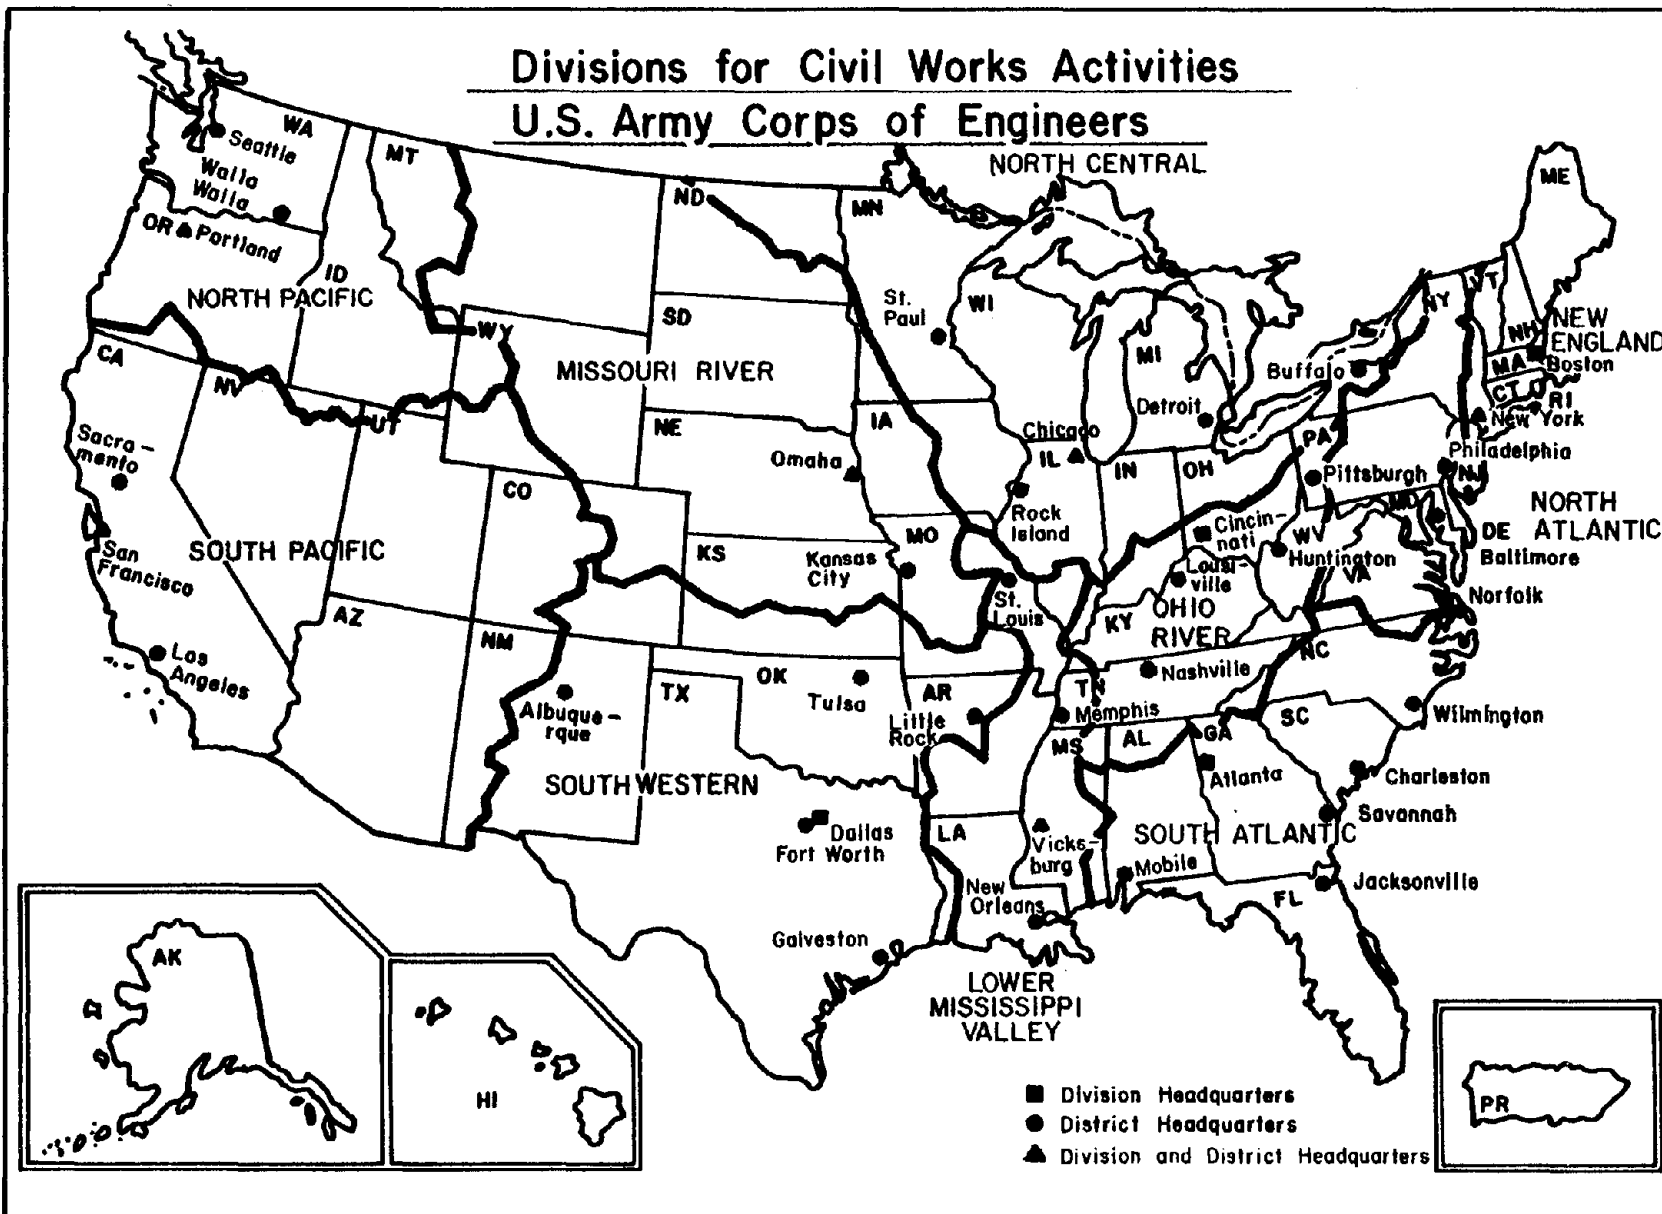 Divisions for Civil Works Activities
U.S. Army Corps of Engineers
NORTH CENTRAL
WA
Seattle
Walla
Walla
MT
ND
MN
ME
OR
Portland
ID
NORTH PACIFIC
WY
SD
St.
Paul
WI
MI
NY
VT
NH
NEW
ENGLAND
MA
Boston
CT
RI
New York
CA
NV
UT
MISSOURI RIVER
Buffalo
Detroit
NE
IA
Chicago
IL
IN
OH
PA
Pittsburgh
Philadelphia
NJ
Sacra-
mento
Omaha
CO
Rock
Island
Cincin-
nati
WV
MD
NORTH
ATLANTIC
DE
Baltimore
San
Francisco
SOUTH PACIFIC
KS
MO
Kansas
City
St.
Louis
Lousi-
ville
Huntington
VA
Norfolk
KY
OHIO
RIVER
Los
Angeles
AZ
NM
OK
TX
Tulsa
AR
Little
Rock
TN
Nashville
Memphis
NC
Wilmington
Albuque-
rque
SOUTHWESTERN
MS
AL
GA
SC
Atlanta
Charleston
Savannah
Dallas
Fort Worth
LA
Vicks-
burg
SOUTH ATLANTIC
Mobile
New
Orleans
FL
Jacksonville
Galveston
LOWER
MISSISSIPPI
VALLEY
AK
HI
PR
Division Headquarters
District Headquarters
Division and District Headquarters